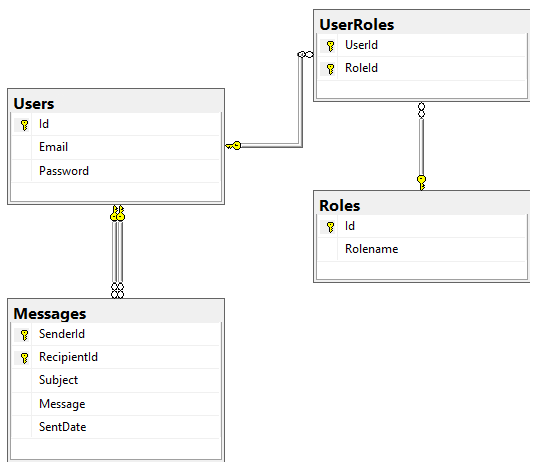 UserRoles
UserId
RoleId
Users
Id
Email
Password
Roles
Id
Rolename
Messages
SenderId
RecipientId
Subject
Message
SentDate